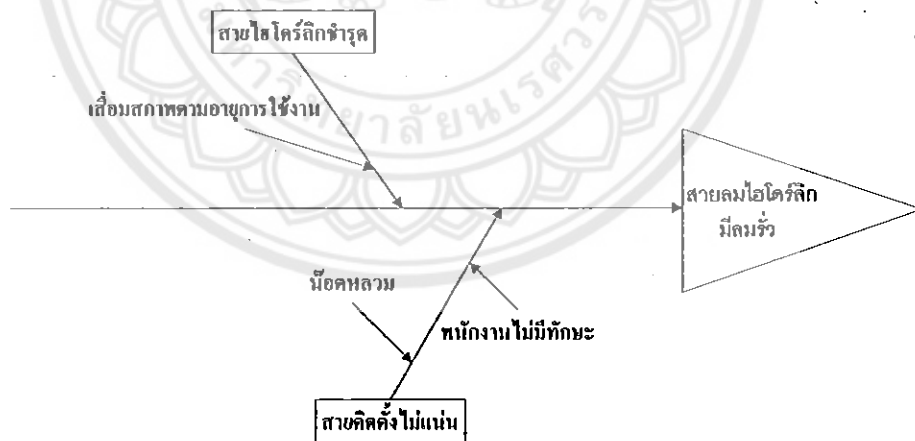 สายไฮโดร์ลิกชำรุด
เสื่อมสภาพตามอายุการใช้งาน
สายลมไฮโดร์ลิก
มีลมรั่ว
น๊อตหลวม
พนักงานไม่มีทักษะ
สายติดตั้งไม่แน่น